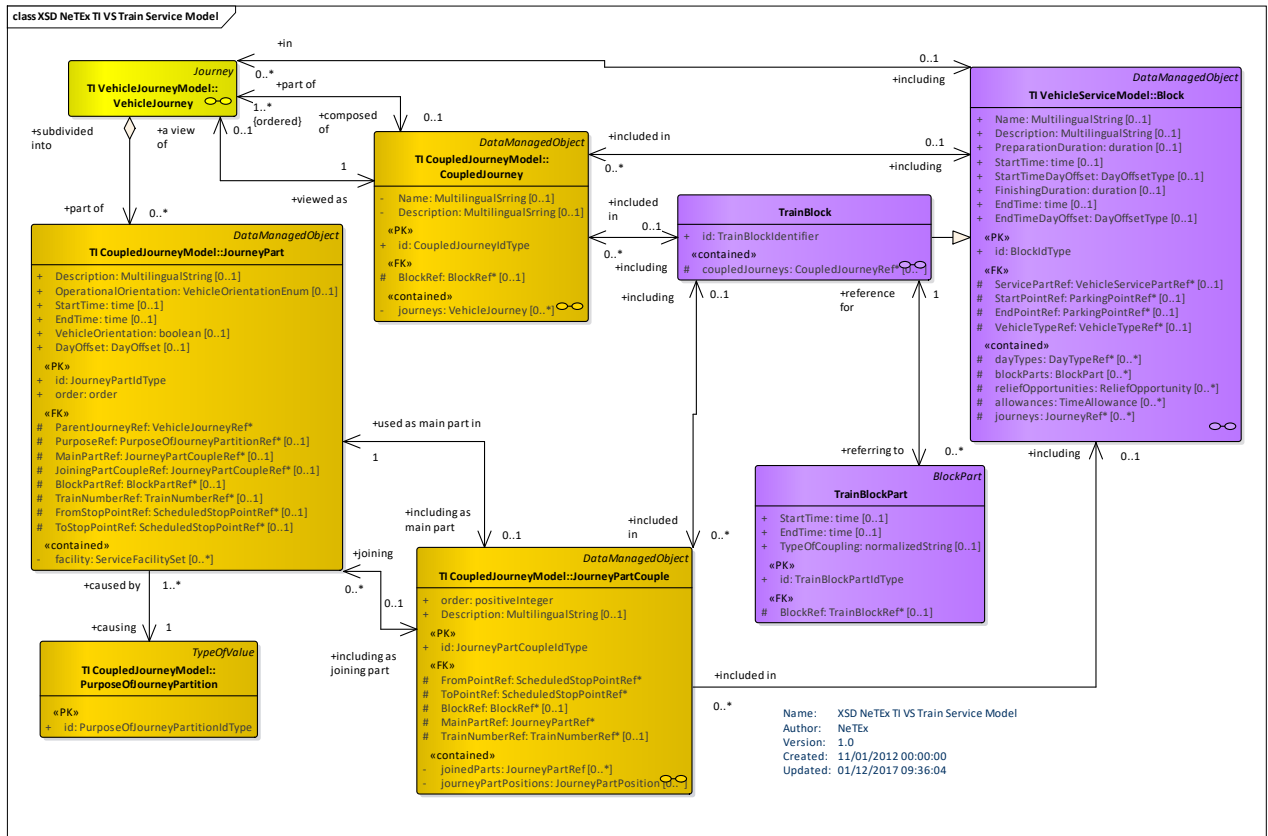 class XSD NeTEx TI VS Train Service Model
+in
0..*
0..1
+including
Journey
TI VehicleJourneyModel::
VehicleJourney
+part of
1..*
{ordered}
+composed
of
0..1
+subdivided
into
+a view
of
0..1
1
+viewed as
+part of
0..*
DataManagedObject
TI CoupledJourneyModel::
CoupledJourney
- Name: MultilingualSrring [0..1]
- Description: MultilingualSrring [0..1]
«PK»
+ id: CoupledJourneyIdType
«FK»
# BlockRef: BlockRef* [0..1]
«contained»
- journeys: VehicleJourney [0..*]
+included in
0..*
0..1
+including
+included
in
0..1
0..*
+including
TrainBlock
+ id: TrainBlockIdentifier
«contained»
# coupledJourneys: CoupledJourneyRef* [0..*]
DataManagedObject
TI VehicleServiceModel::Block
+ Name: MultilingualString [0..1]
+ Description: MultilingualString [0..1]
+ PreparationDuration: duration [0..1]
+ StartTime: time [0..1]
+ StartTimeDayOffset: DayOffsetType [0..1]
+ FinishingDuration: duration [0..1]
+ EndTime: time [0..1]
+ EndTimeDayOffset: DayOffsetType [0..1]
«PK»
+ id: BlockIdType
«FK»
# ServicePartRef: VehicleServicePartRef* [0..1]
# StartPointRef: ParkingPointRef* [0..1]
# EndPointRef: ParkingPointRef* [0..1]
# VehicleTypeRef: VehicleTypeRef* [0..1]
«contained»
# dayTypes: DayTypeRef* [0..*]
# blockParts: BlockPart [0..*]
# reliefOpportunities: ReliefOpportunity [0..*]
# allowances: TimeAllowance [0..*]
# journeys: JourneyRef* [0..*]
DataManagedObject
TI CoupledJourneyModel::JourneyPart
+ Description: MultilingualString [0..1]
+ OperationalOrientation: VehicleOrientationEnum [0..1]
+ StartTime: time [0..1]
+ EndTime: time [0..1]
+ VehicleOrientation: boolean [0..1]
+ DayOffset: DayOffset [0..1]
«PK»
+ id: JourneyPartIdType
+ order: order
«FK»
# ParentJourneyRef: VehicleJourneyRef*
# PurposeRef: PurposeOfJourneyPartitionRef* [0..1]
# MainPartRef: JourneyPartCoupleRef* [0..1]
# JoiningPartCoupleRef: JourneyPartCoupleRef* [0..1]
# BlockPartRef: BlockPartRef* [0..1]
# TrainNumberRef: TrainNumberRef* [0..1]
# FromStopPointRef: ScheduledStopPointRef* [0..1]
# ToStopPointRef: ScheduledStopPointRef* [0..1]
«contained»
- facility: ServiceFacilitySet [0..*]
+including
0..1
+reference
for
1
+used as main part in
1
+including as
main part
0..1
+referring to
0..*
+including
0..1
BlockPart
TrainBlockPart
+ StartTime: time [0..1]
+ EndTime: time [0..1]
+ TypeOfCoupling: normalizedString [0..1]
«PK»
+ id: TrainBlockPartIdType
«FK»
# BlockRef: TrainBlockRef* [0..1]
+included
in
0..*
+joining
0..*
0..1
+including as
joining part
+caused by
1..*
+causing
1
DataManagedObject
TI CoupledJourneyModel::JourneyPartCouple
+ order: positiveInteger
+ Description: MultilingualString [0..1]
«PK»
+ id: JourneyPartCoupleIdType
«FK»
# FromPointRef: ScheduledStopPointRef*
# ToPointRef: ScheduledStopPointRef*
# BlockRef: BlockRef* [0..1]
# MainPartRef: JourneyPartRef*
# TrainNumberRef: TrainNumberRef* [0..1]
«contained»
- joinedParts: JourneyPartRef [0..*]
- journeyPartPositions: JourneyPartPosition [0..*]
TypeOfValue
TI CoupledJourneyModel::
PurposeOfJourneyPartition
«PK»
+ id: PurposeOfJourneyPartitionIdType
+included in
0..*
Name: XSD NeTEx TI VS Train Service Model
Author: NeTEx
Version: 1.0
Created: 11/01/2012 00:00:00
Updated: 01/12/2017 09:36:04